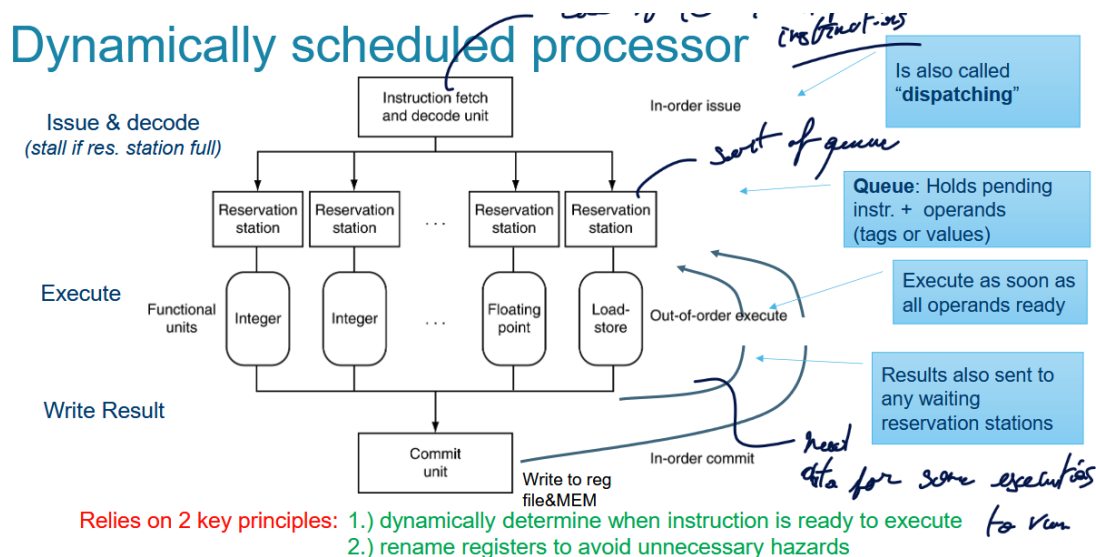 Dynamically scheduled processor
instructions
Is also called
"dispatching"
Instruction fetch
and decode unit
In-order issue
Issue & decode
(stall if res. station full)
sort of queue
Queue: Holds pending
instr. + operands
(tags or values)
Reservation
station
Reservation
station
...
Reservation
station
Reservation
station
Execute as soon as
all operands ready
Execute
Functional
units
Integer
Integer
...
Floating
point
Load-
store
Out-of-order execute
Results also sent to
any waiting
reservation stations
Write Result
Commit
unit
In-order commit
need
data for some
to run
Write to reg
file&MEM
Relies on 2 key principles: 1.) dynamically determine when instruction is ready to execute
2.) rename registers to avoid unnecessary hazards